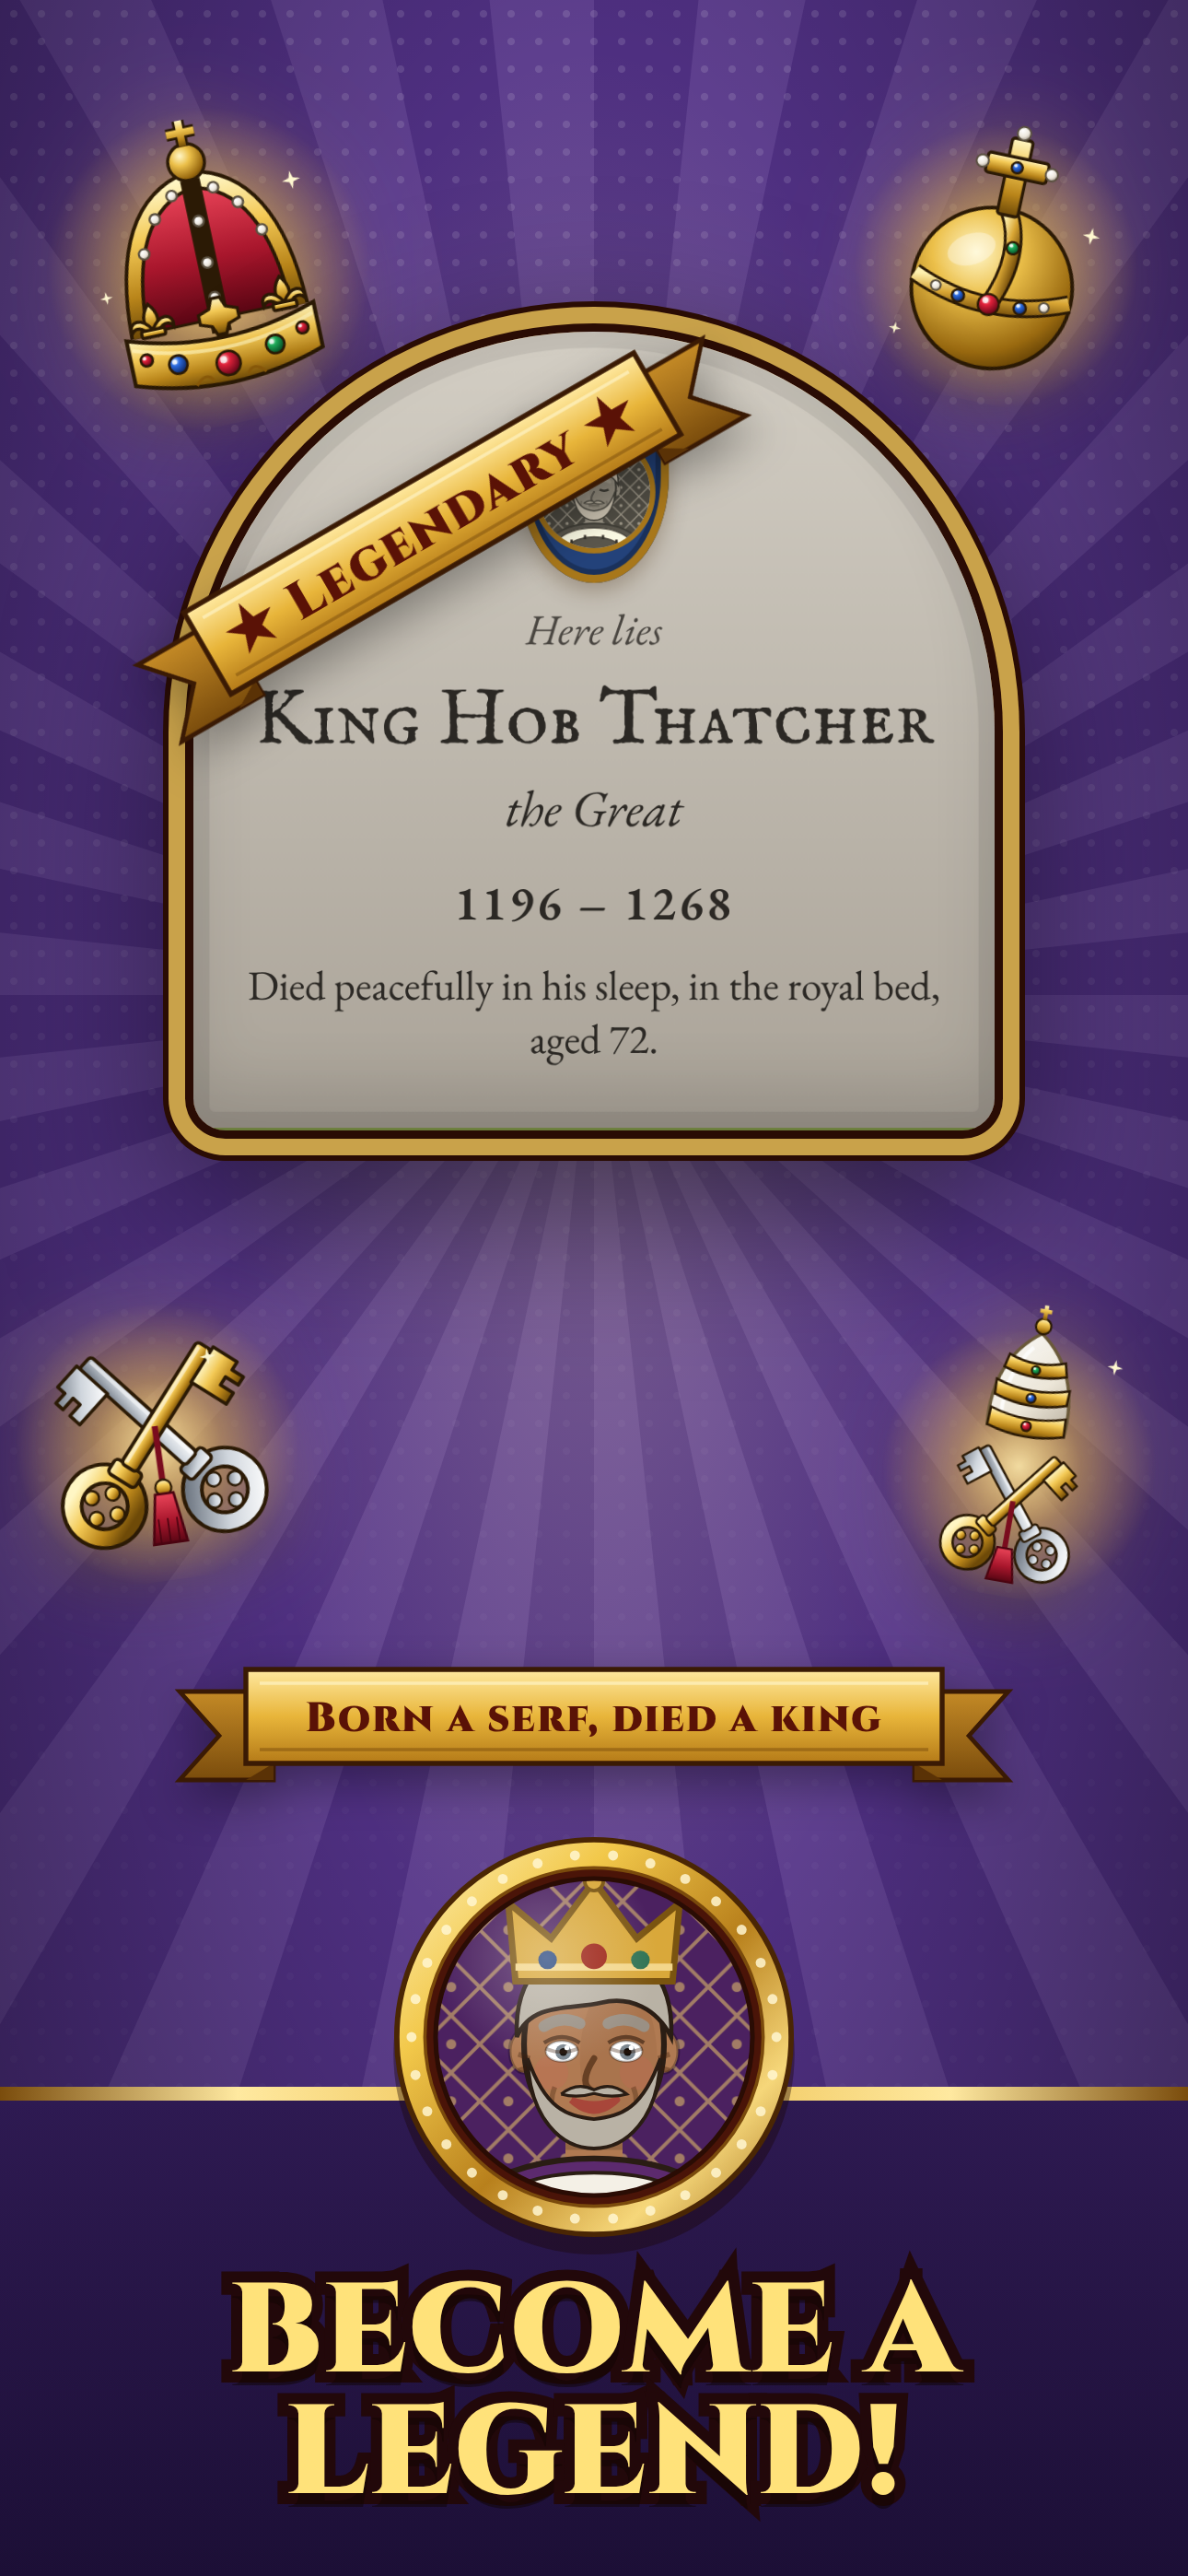 ★ LEGENDARY ★
Here lies
King Hob Thatcher
the Great
1196 – 1268
Died peacefully in his sleep, in the royal bed,
aged 72.
Born a serf, died a king
BECOME A
LEGEND!